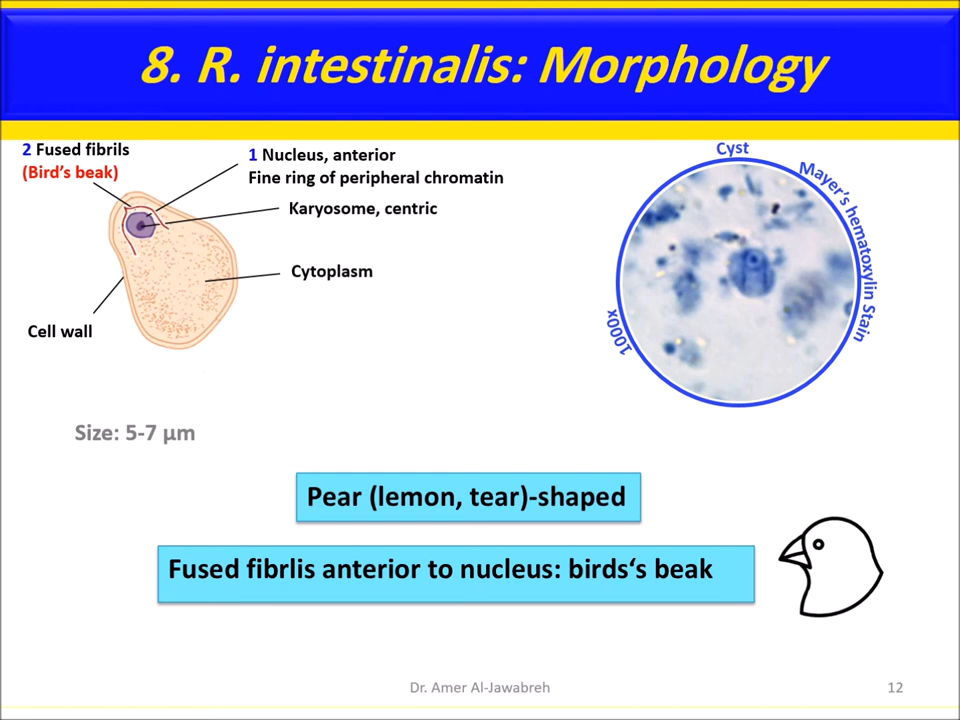 8. R. intestinalis: Morphology
2 Fused fibrils
(Bird's beak)
1 Nucleus, anterior
Fine ring of peripheral chromatin
Karyosome, centric
Cytoplasm
Cell wall
Cyst
Mayer's hematoxylin Stain
1000x
Size: 5-7 µm
Pear (lemon, tear)-shaped
Fused fibrlis anterior to nucleus: birds‘s beak
Dr. Amer Al-Jawabreh
12